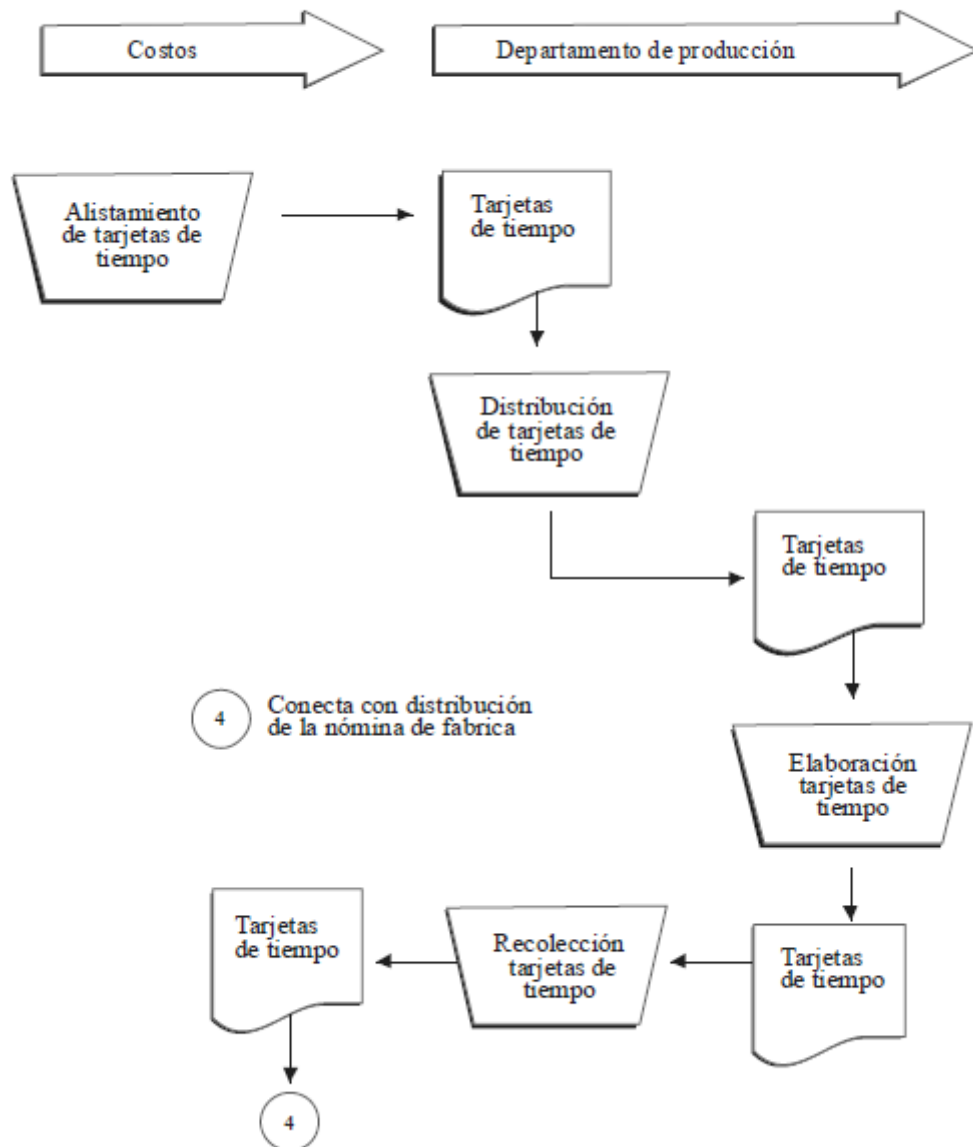 Costos
Departamento de producción
Alistamiento
de tarjetas de
tiempo
Tarjetas
de tiempo
Distribución
de tarjetas de
tiempo
Tarjetas
de tiempo
4
Conecta con distribución
de la nómina de fabrica
Elaboración
tarjetas de
tiempo
Tarjetas
de tiempo
Recolección
tarjetas de
tiempo
Tarjetas
de tiempo
4